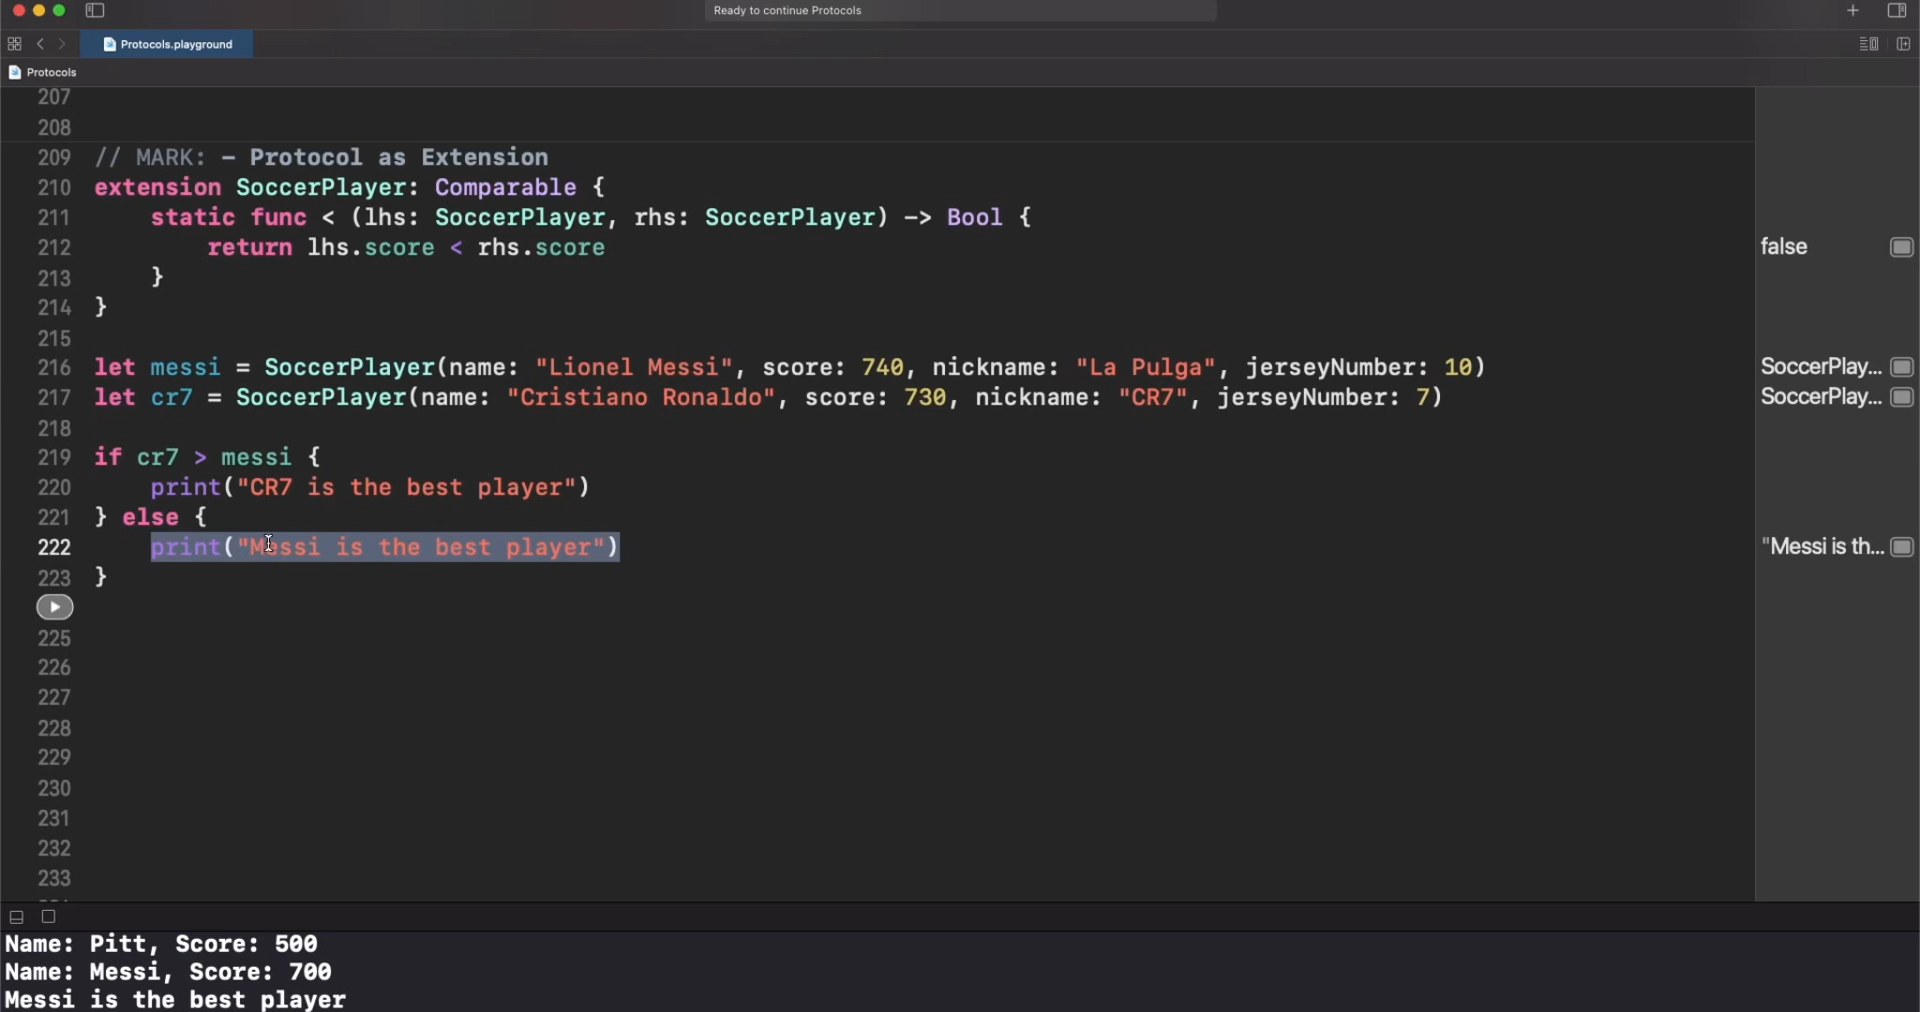 Ready to continue Protocols
Protocols.playground
Protocols
207
208
209 // MARK: – Protocol as Extension
210 extension SoccerPlayer: Comparable {
211 static func < (lhs: SoccerPlayer, rhs: SoccerPlayer) -> Bool {
212 return lhs.score < rhs.score false
213 }
214 }
215
216 let messi = SoccerPlayer(name: "Lionel Messi", score: 740, nickname: "La Pulga", jerseyNumber: 10) SoccerPlay...
217 let cr7 = SoccerPlayer(name: "Cristiano Ronaldo", score: 730, nickname: "CR7", jerseyNumber: 7) SoccerPlay...
218
219 if cr7 > messi {
220 print("CR7 is the best player")
221 } else {
222 print("Messi is the best player") "Messi is th...
223 }
225
226
227
228
229
230
231
232
233
Name: Pitt, Score: 500
Name: Messi, Score: 700
Messi is the best player